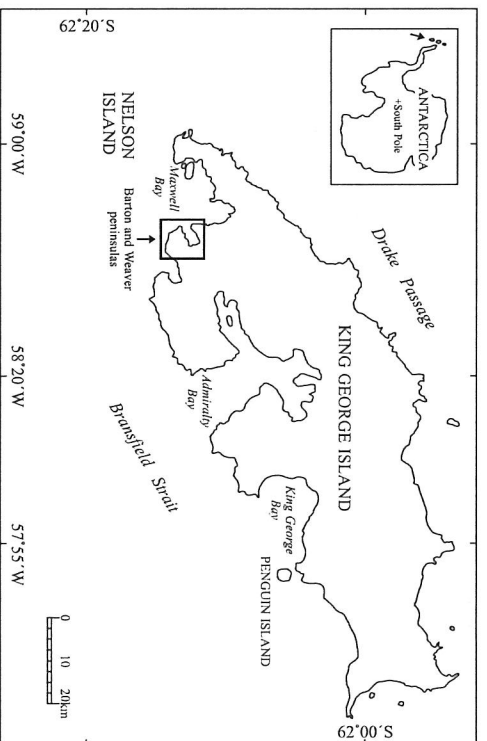 62°20´S
ANTARCTICA
+South Pole
59°00´W
NELSON
ISLAND
Maxwell
Bay
Barton and Weaver
peninsulas
Drake Passage
KING GEORGE ISLAND
58°20´W
Admiralty
Bay
Bransfield Strait
King George
Bay
PENGUIN ISLAND
57°55´W
0 10 20km
62°00´S